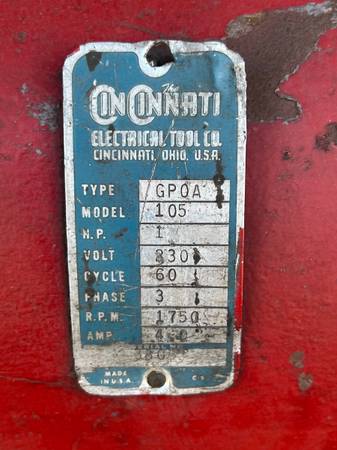 The
CINCINNATI
ELECTRICAL TOOL CO.
CINCINNATI, OHIO, U.S.A.
TYPE GPQA
MODEL 105
H.P. 1
VOLT 230
CYCLE 60
PHASE 3
R.P.M. 1750
AMP.
SERIAL NO.
MADE
IN U.S.A.